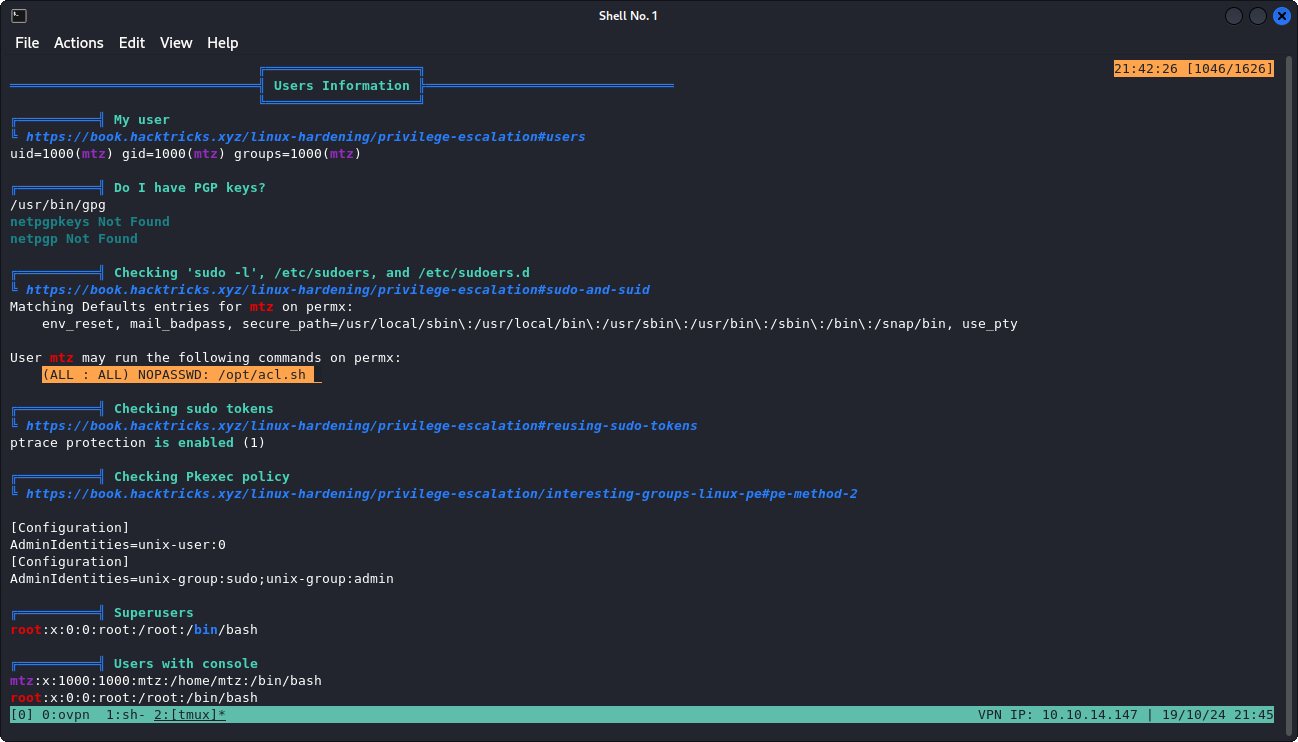 Shell No. 1
File Actions Edit View Help
21:42:26 [1046/1626]
Users Information
My user
https://book.hacktricks.xyz/linux-hardening/privilege-escalation#users
uid=1000(mtz) gid=1000(mtz) groups=1000(mtz)
Do I have PGP keys?
/usr/bin/gpg
netpgpkeys Not Found
netpgp Not Found
Checking 'sudo -l', /etc/sudoers, and /etc/sudoers.d
https://book.hacktricks.xyz/linux-hardening/privilege-escalation#sudo-and-suid
Matching Defaults entries for mtz on permx:
env_reset, mail_badpass, secure_path=/usr/local/sbin\:/usr/local/bin\:/usr/sbin\:/usr/bin\:/sbin\:/bin\:/snap/bin, use_pty
User mtz may run the following commands on permx:
(ALL : ALL) NOPASSWD: /opt/acl.sh
Checking sudo tokens
https://book.hacktricks.xyz/linux-hardening/privilege-escalation#reusing-sudo-tokens
ptrace protection is enabled (1)
Checking Pkexec policy
https://book.hacktricks.xyz/linux-hardening/privilege-escalation/interesting-groups-linux-pe#pe-method-2
[Configuration]
AdminIdentities=unix-user:0
[Configuration]
AdminIdentities=unix-group:sudo;unix-group:admin
Superusers
root:x:0:0:root:/root:/bin/bash
Users with console
mtz:x:1000:1000:mtz:/home/mtz:/bin/bash
root:x:0:0:root:/root:/bin/bash
[0] 0:ovpn 1:sh- 2:[tmux]* VPN IP: 10.10.14.147 | 19/10/24 21:45